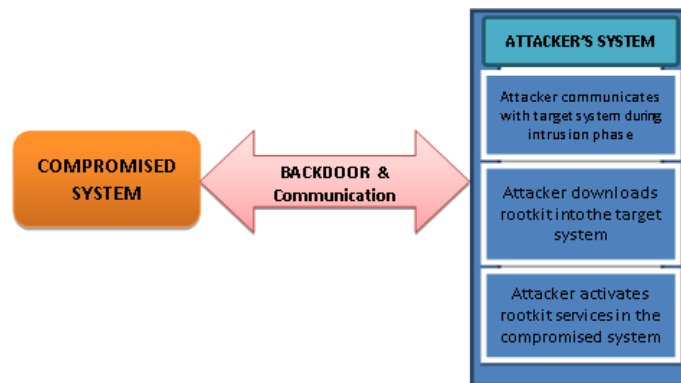 COMPROMISED
SYSTEM
BACKDOOR &
Communication
ATTACKER'S SYSTEM
Attacker communicates
with target system during
intrusion phase
Attacker downloads
rootkit into the target
system
Attacker activates
rootkit services in the
compromised system